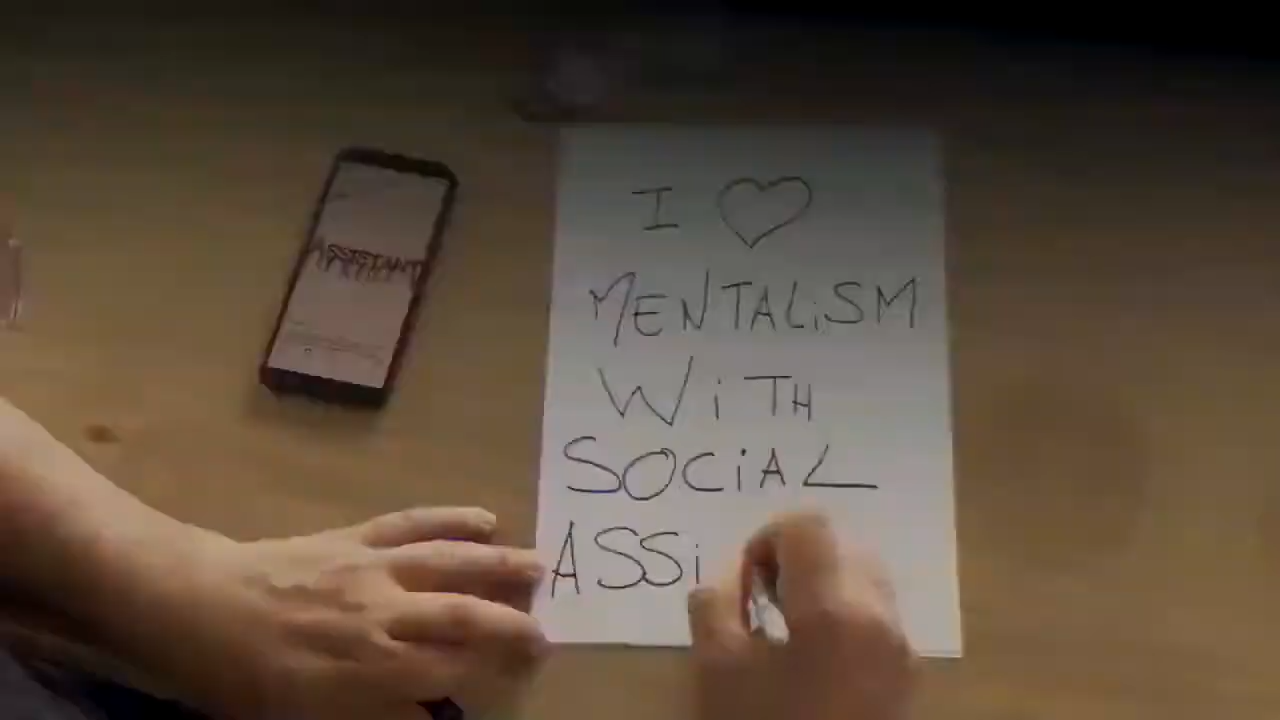 ASSISTANT
I ♡
MENTALiSM
WiTH
SOCiAL
ASSi